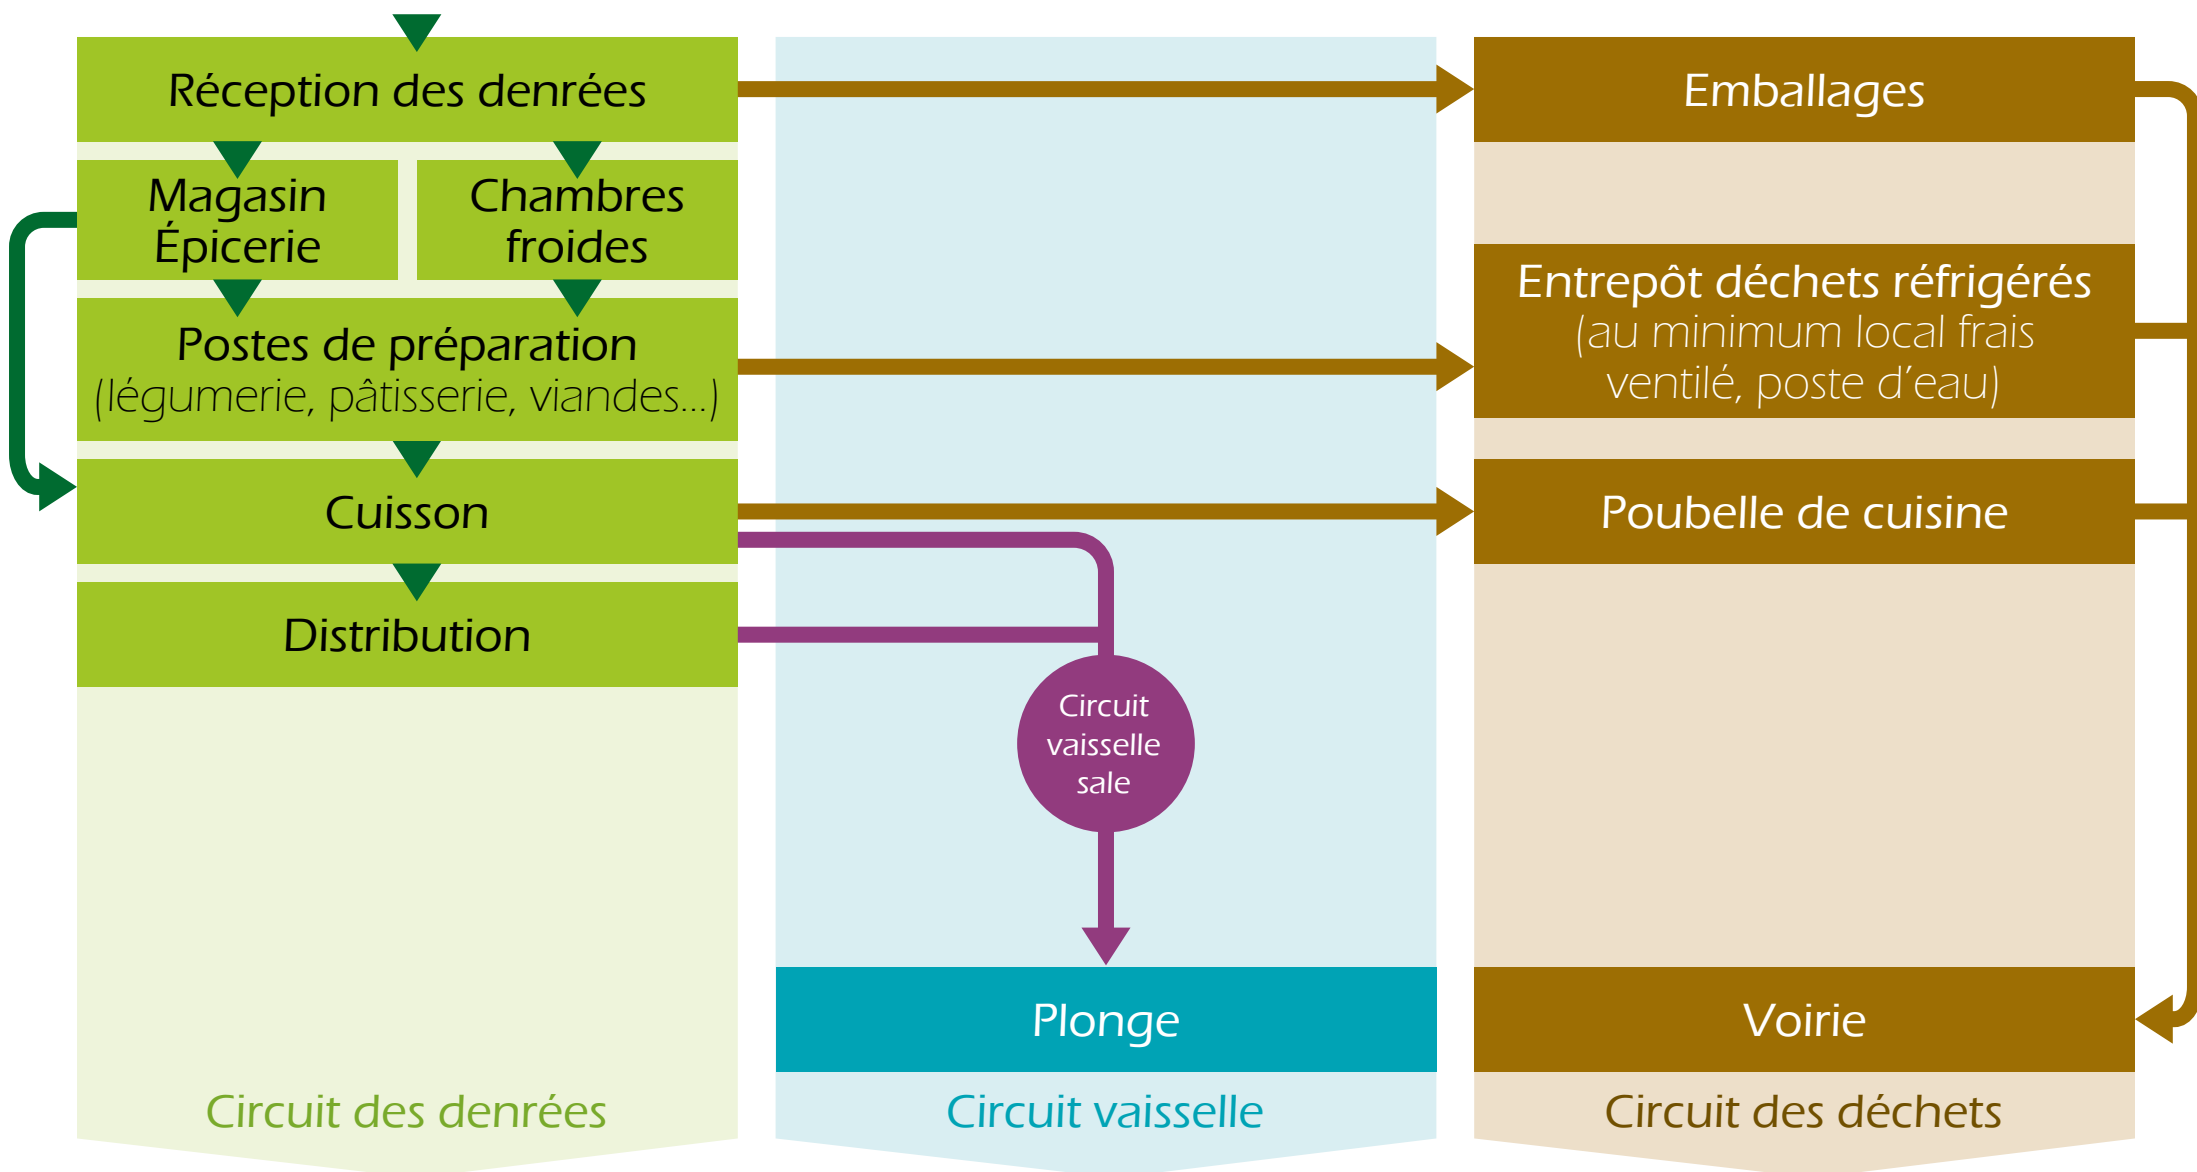 Réception des denrées
Emballages
Magasin
Épicerie
Chambres
froides
Postes de préparation
(légumerie, pâtisserie, viandes...)
Entrepôt déchets réfrigérés
(au minimum local frais
ventilé, poste d’eau)
Cuisson
Poubelle de cuisine
Distribution
Circuit
vaisselle
sale
Plonge
Voirie
Circuit des denrées
Circuit vaisselle
Circuit des déchets